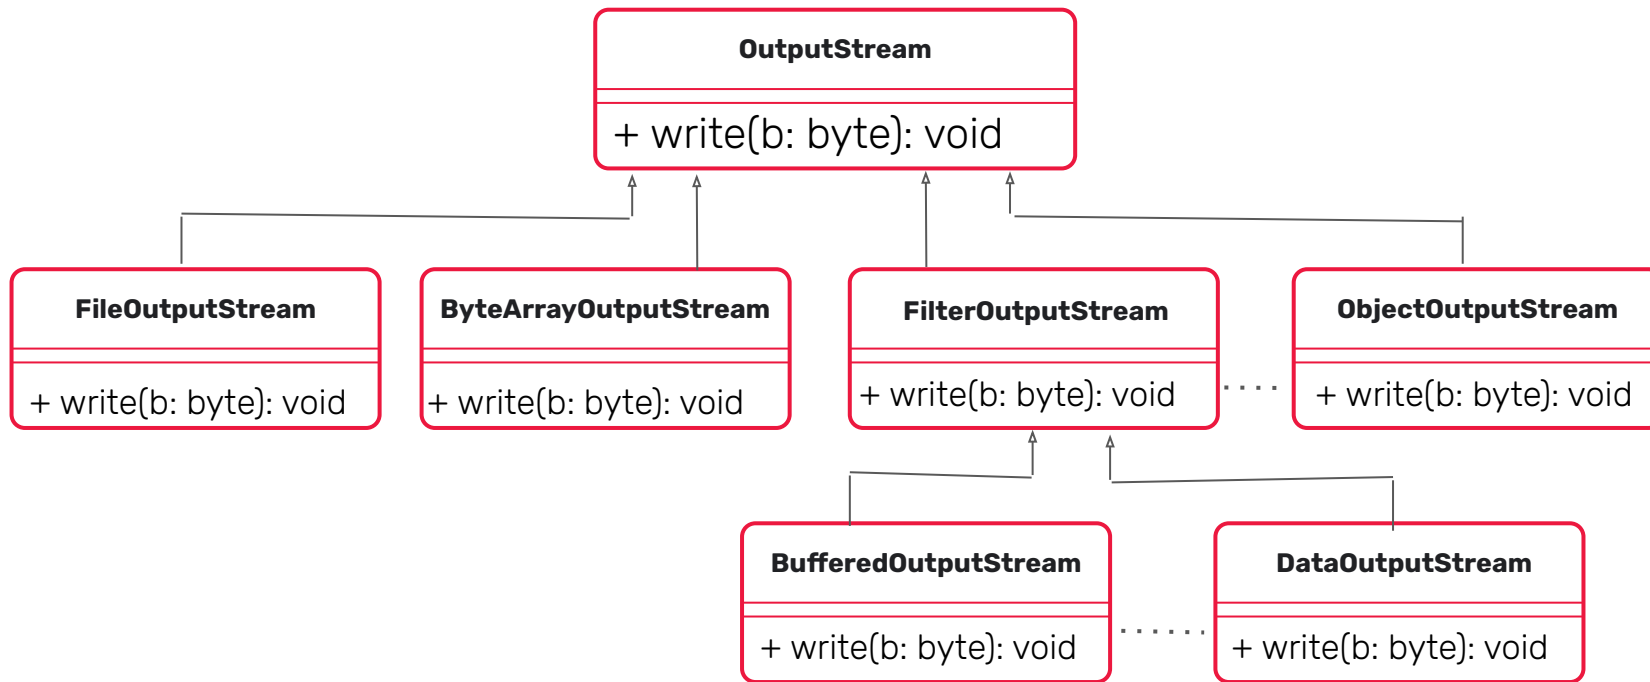 OutputStream
+ write(b: byte): void
FileOutputStream
+ write(b: byte): void
ByteArrayOutputStream
+ write(b: byte): void
FilterOutputStream
+ write(b: byte): void
ObjectOutputStream
+ write(b: byte): void
BufferedOutputStream
+ write(b: byte): void
DataOutputStream
+ write(b: byte): void